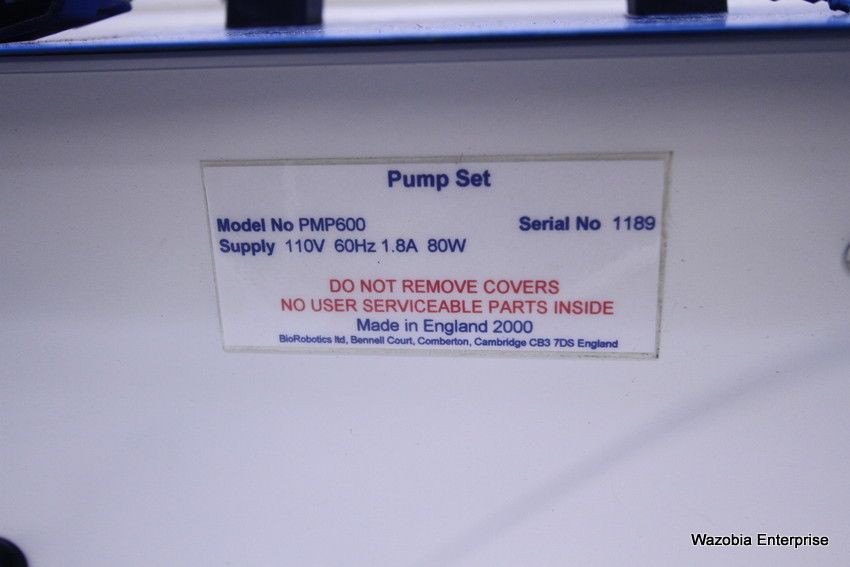 Pump Set
Model No PMP600 Serial No 1189
Supply 110V 60Hz 1.8A 80W
DO NOT REMOVE COVERS
NO USER SERVICEABLE PARTS INSIDE
Made in England 2000
BioRobotics ltd, Bennell Court, Comberton, Cambridge CB3 7DS England
Wazobia Enterprise